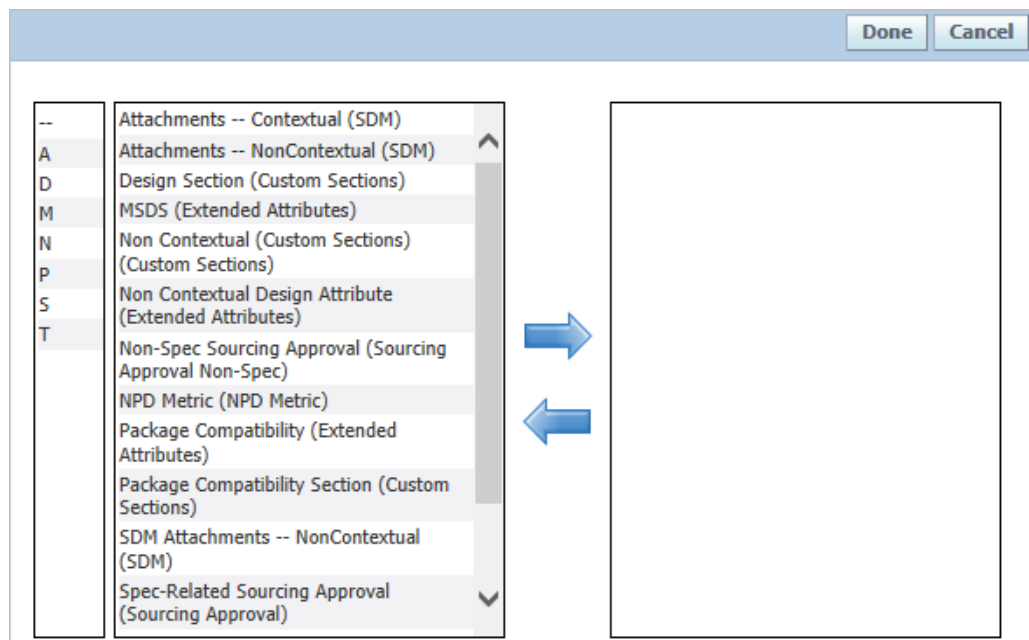 Done Cancel
--
A
D
M
N
P
S
T
Attachments -- Contextual (SDM)
Attachments -- NonContextual (SDM)
Design Section (Custom Sections)
MSDS (Extended Attributes)
Non Contextual (Custom Sections)
(Custom Sections)
Non Contextual Design Attribute
(Extended Attributes)
Non-Spec Sourcing Approval (Sourcing
Approval Non-Spec)
NPD Metric (NPD Metric)
Package Compatibility (Extended
Attributes)
Package Compatibility Section (Custom
Sections)
SDM Attachments -- NonContextual
(SDM)
Spec-Related Sourcing Approval
(Sourcing Approval)